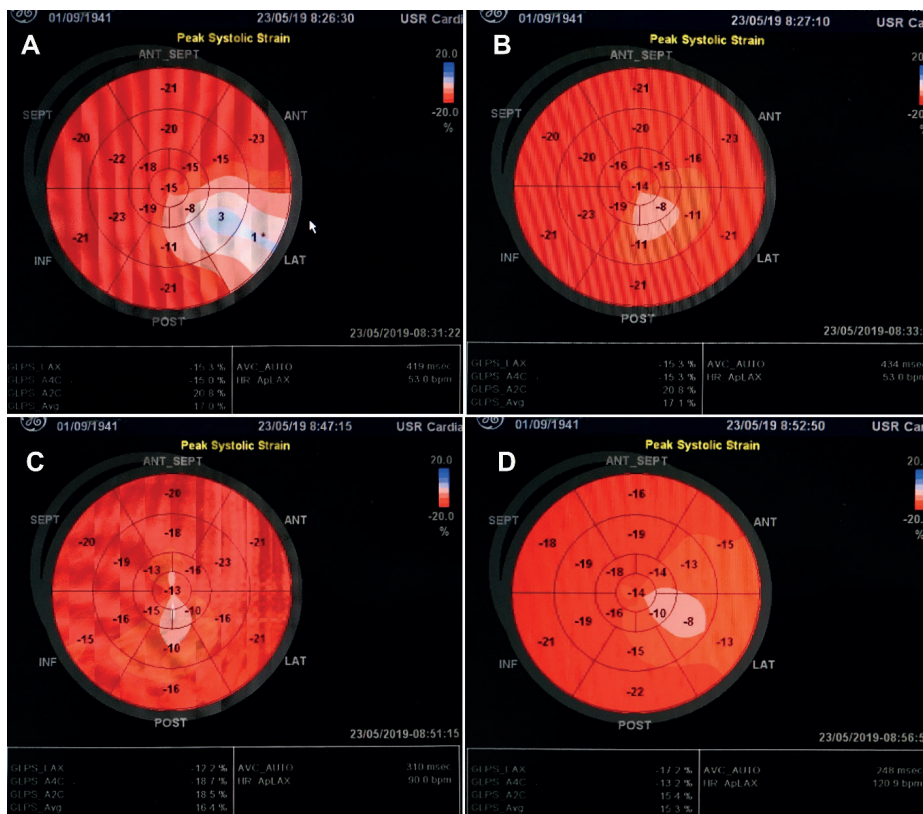 A
01/09/1941 23/05/19 8:26:30 USR Cardia
Peak Systolic Strain
20.0
-20.0
%
ANT_SEPT
SEPT ANT
INF LAT
POST
-21
-20 -20 -23
-22 -18 -15 -15
-15
-23 -19 -8 3
-21 -11 1 *
-21
23/05/2019-08:31:22
GLPS_LAX -15.3 % AVC_AUTO 419 msec
GLPS_A4C -15.0 % HR_ApLAX 53.0 bpm
GLPS_A2C 20.8 %
GLPS_Avg 17.0 %
B
01/09/1941 23/05/19 8:27:10 USR Car
Peak Systolic Strain
20
-20.
%
ANT_SEPT
SEPT ANT
INF LAT
POST
-21
-20 -20 -23
-20 -16 -15 -16
-14
-23 -19 -8 -11
-21 -11 -21
-21
23/05/2019-08:33:
GLPS_LAX -15.3 % AVC_AUTO 434 msec
GLPS_A4C -15.3 % HR_ApLAX 53.0 bpm
GLPS_A2C 20.8 %
GLPS_Avg 17.1 %
C
01/09/1941 23/05/19 8:47:15 USR Cardia
Peak Systolic Strain
20.0
-20.0
%
ANT_SEPT
SEPT ANT
INF LAT
POST
-20
-20 -18 -21
-19 -13 -16 -23
-13
-16 -15 -10 -16
-15 -10 -21
-16
23/05/2019-08:51:15
GLPS_LAX -12.2 % AVC_AUTO 310 msec
GLPS_A4C -18.7 % HR_ApLAX 90.0 bpm
GLPS_A2C 18.5 %
GLPS_Avg 16.4 %
D
01/09/1941 23/05/19 8:52:50 USR Car
Peak Systolic Strain
20.
-20.
%
ANT_SEPT
SEPT ANT
INF LAT
POST
-16
-18 -19 -15
-19 -18 -14 -13
-14
-19 -16 -10 -8
-21 -15 -13
-22
23/05/2019-08:56:5
GLPS_LAX -17.2 % AVC_AUTO 248 msec
GLPS_A4C -13.2 % HR_ApLAX 120.9 bpm
GLPS_A2C 15.4 %
GLPS_Avg 15.3 %